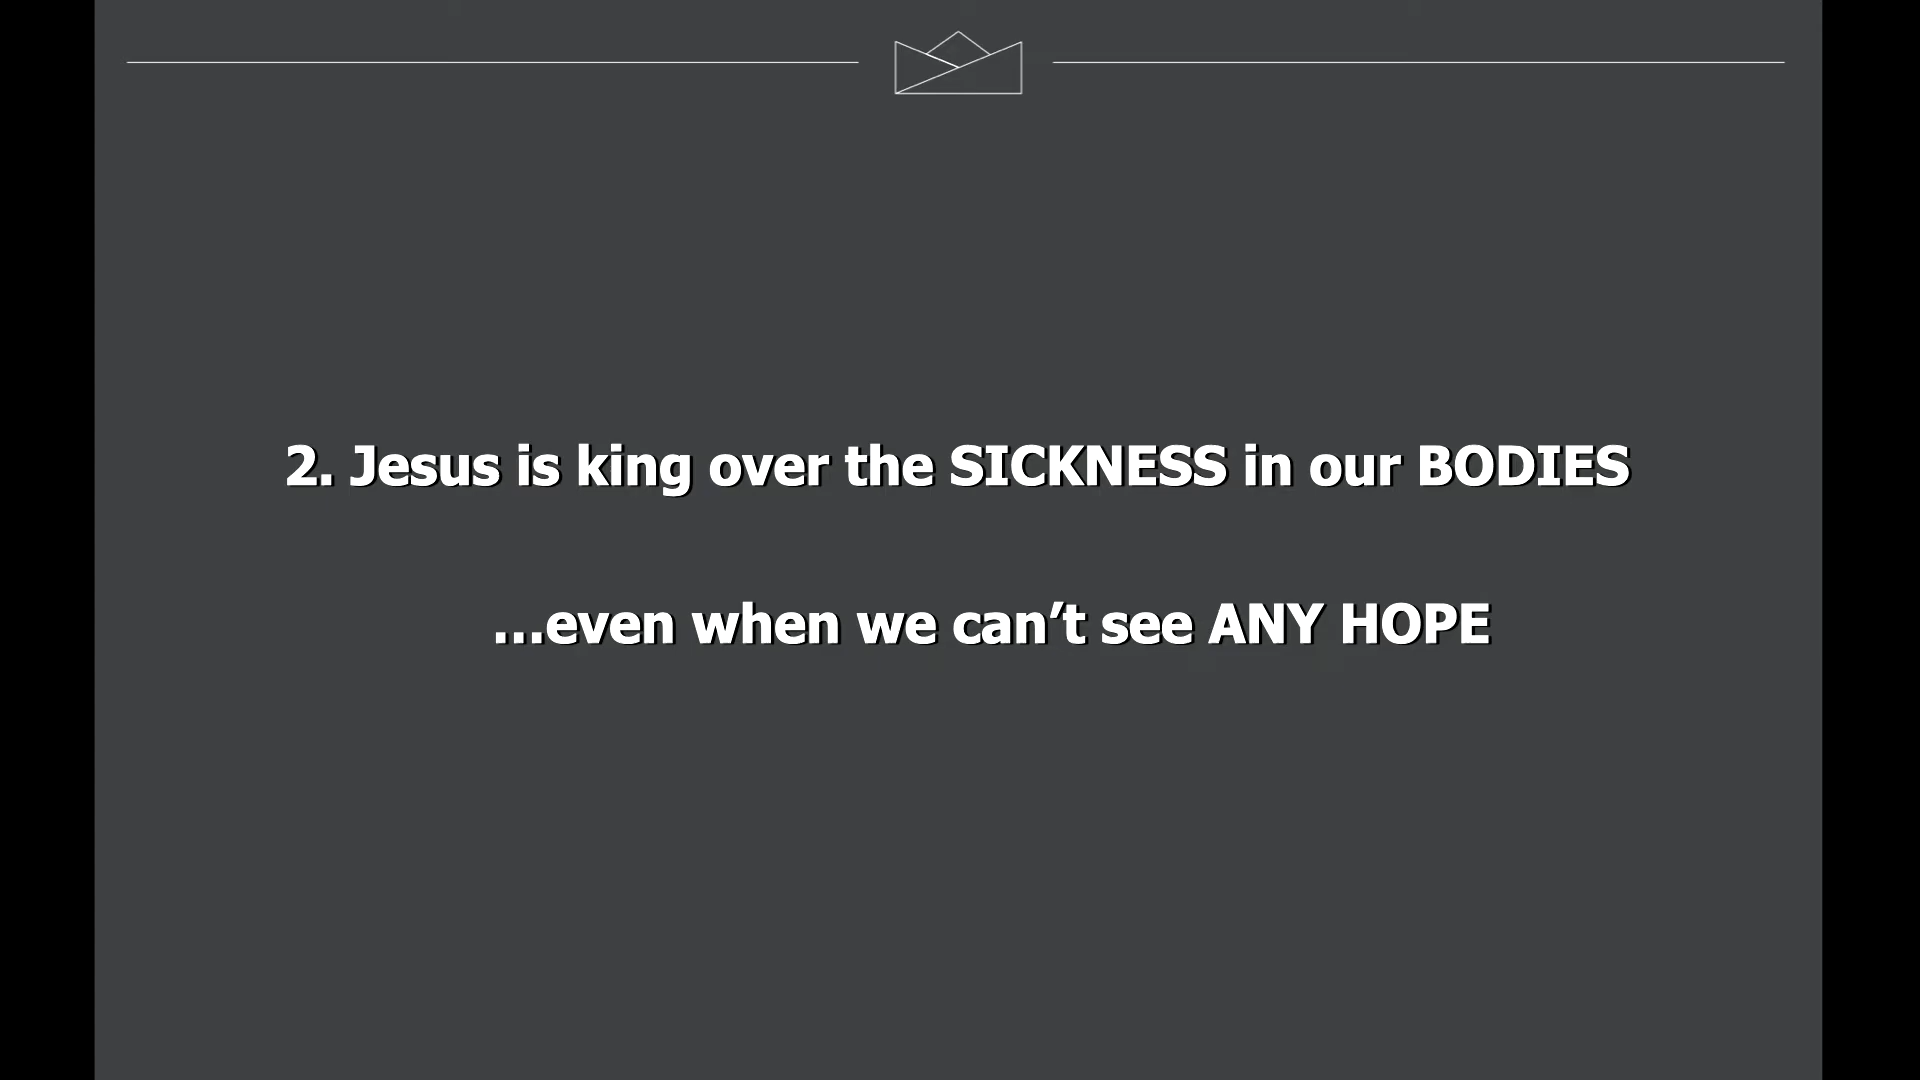 2. Jesus is king over the SICKNESS in our BODIES
...even when we can’t see ANY HOPE